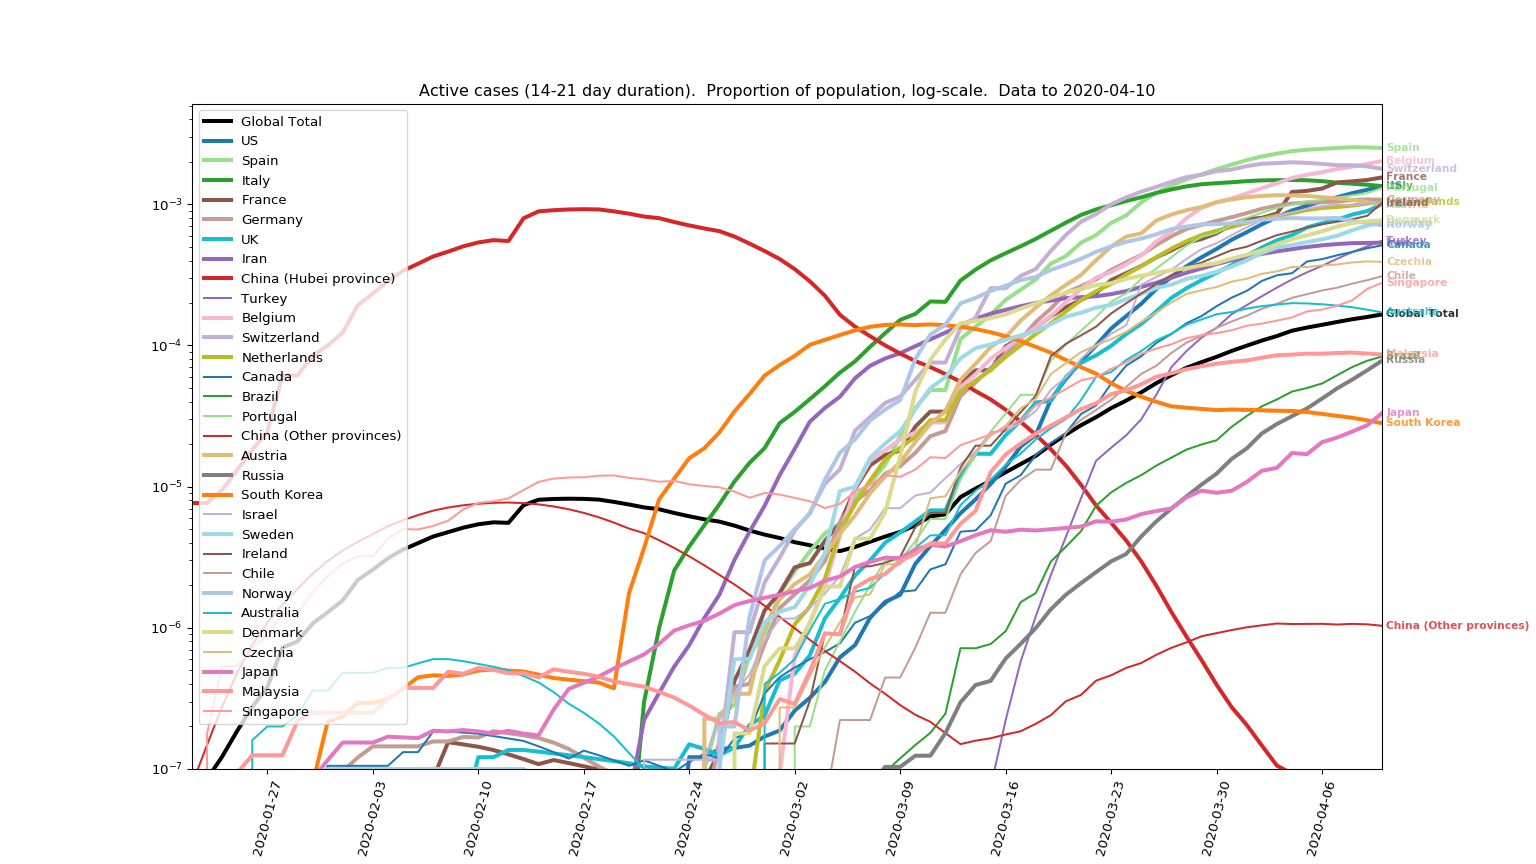 Active cases (14-21 day duration).  Proportion of population, log-scale.  Data to 2020-04-10
10⁻³
10⁻⁴
10⁻⁵
10⁻⁶
10⁻⁷
Global Total
US
Spain
Italy
France
Germany
UK
Iran
China (Hubei province)
Turkey
Belgium
Switzerland
Netherlands
Canada
Brazil
Portugal
China (Other provinces)
Austria
Russia
South Korea
Israel
Sweden
Ireland
Chile
Norway
Australia
Denmark
Czechia
Japan
Malaysia
Singapore
Spain
Belgium
Switzerland
France
Italy
Portugal
Ireland
Denmark
Norway
Turkey
Canada
Czechia
Chile
Singapore
Global Total
Malaysia
Brazil
Russia
Japan
South Korea
China (Other provinces)
2020-01-27
2020-02-03
2020-02-10
2020-02-17
2020-02-24
2020-03-02
2020-03-09
2020-03-16
2020-03-23
2020-03-30
2020-04-06